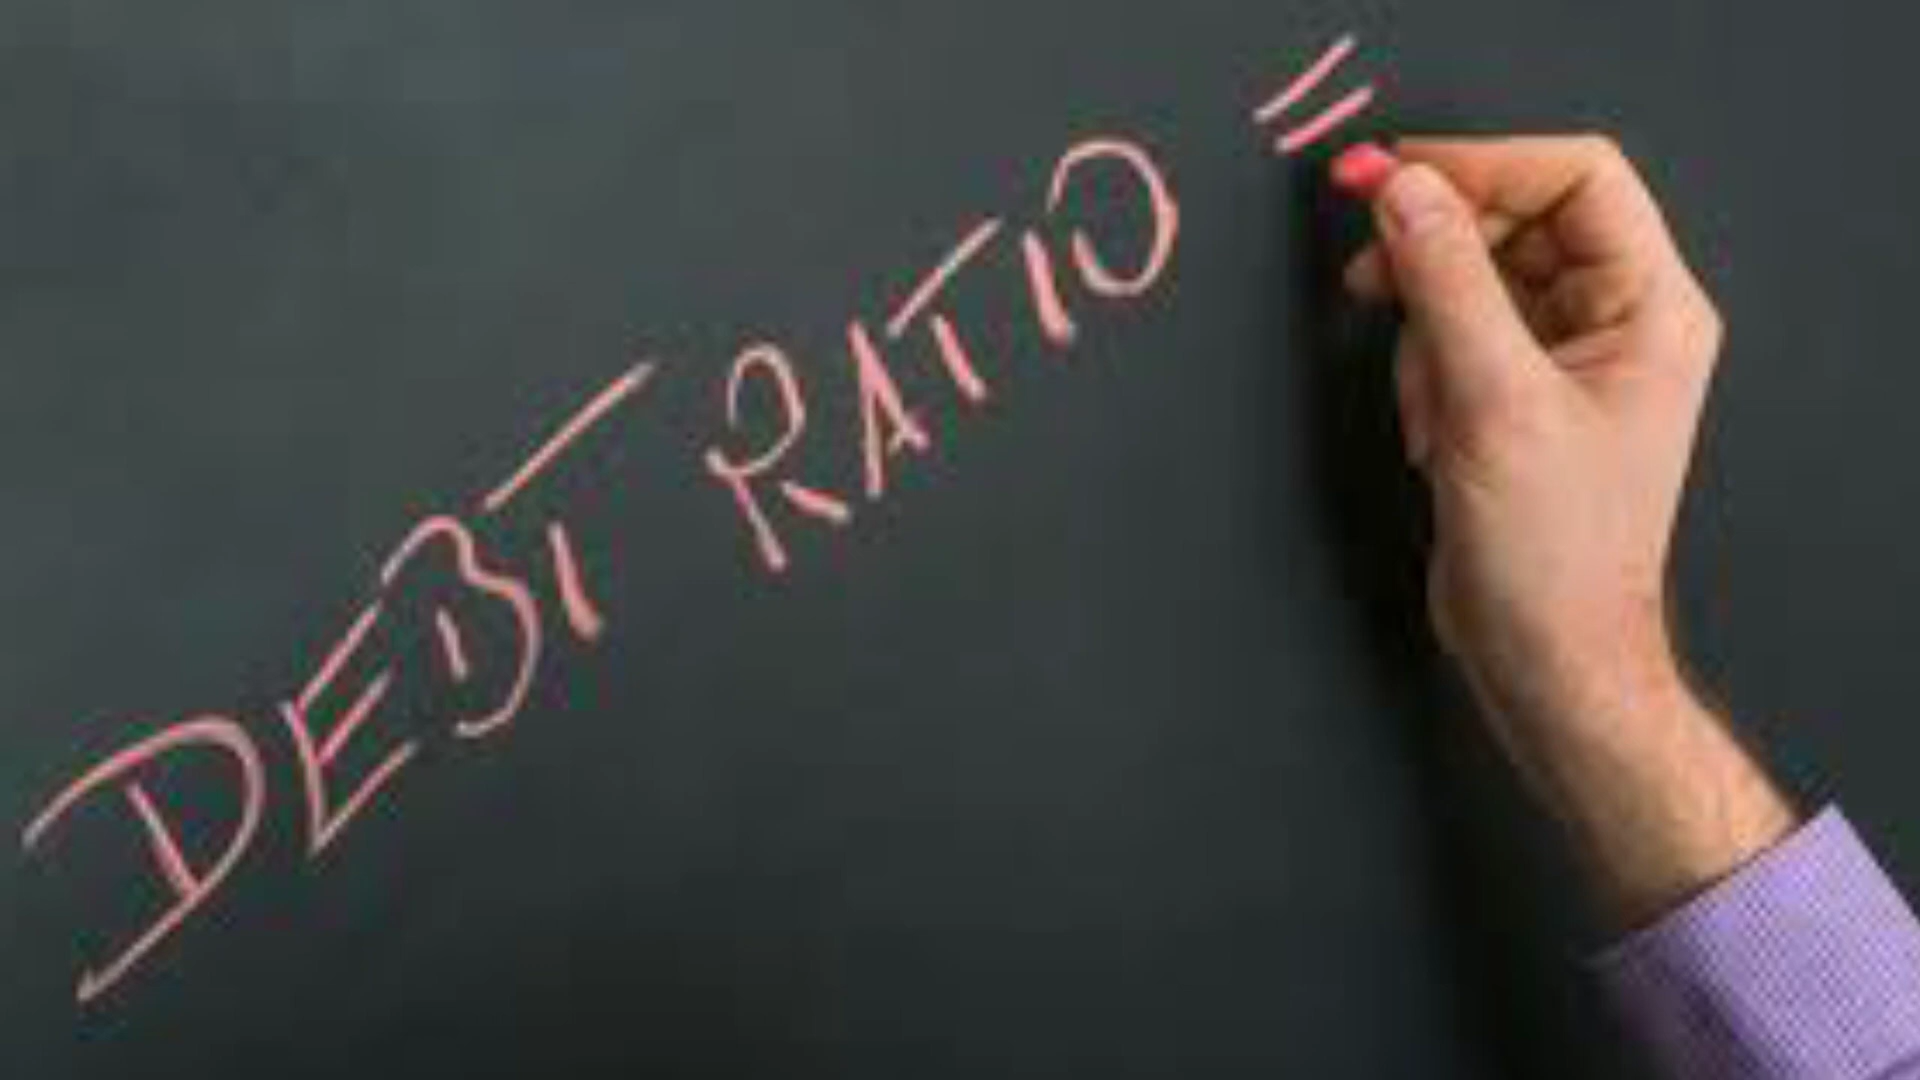 DEBT RATIO =